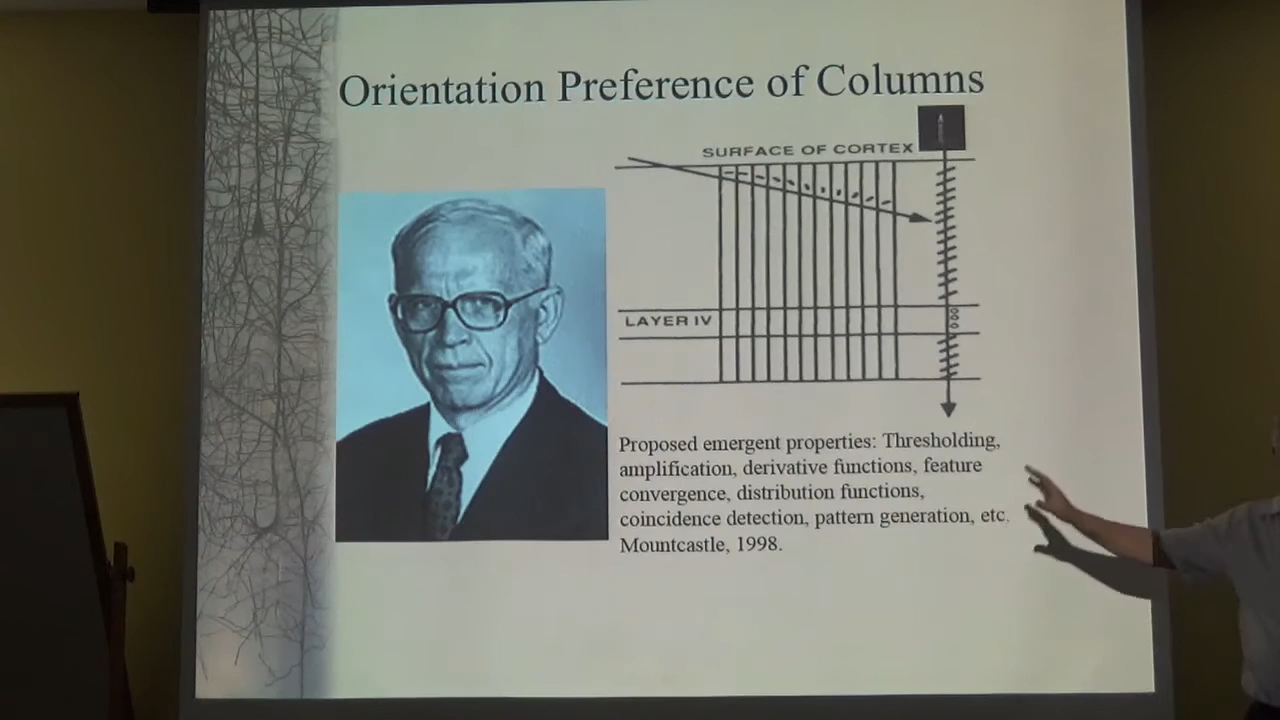 Orientation Preference of Columns
SURFACE OF CORTEX
LAYER IV
Proposed emergent properties: Thresholding,
amplification, derivative functions, feature
convergence, distribution functions,
coincidence detection, pattern generation, etc.
Mountcastle, 1998.